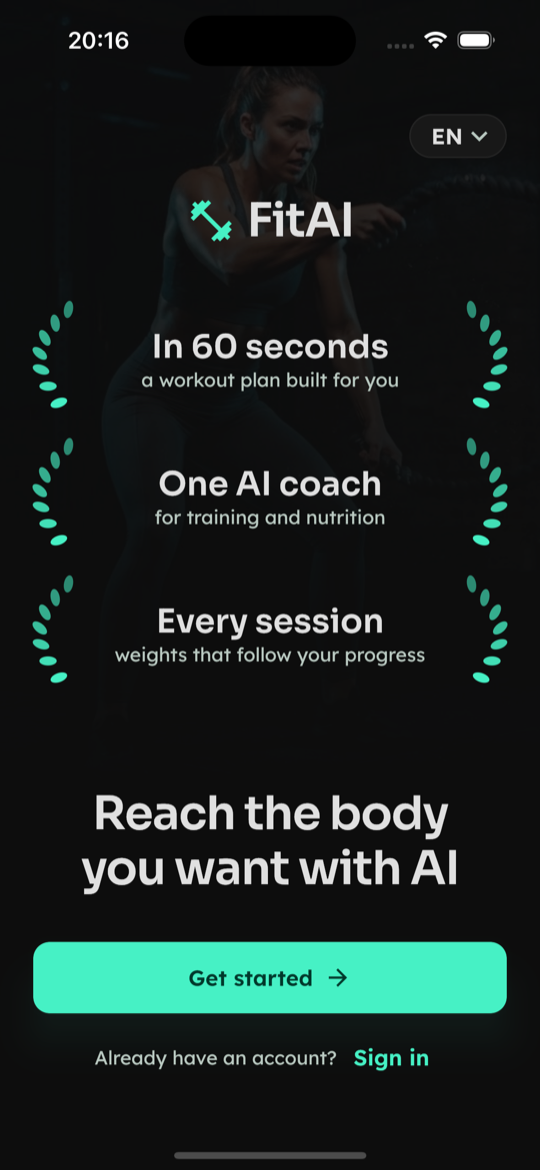 20:16
EN
FitAI
In 60 seconds
a workout plan built for you
One AI coach
for training and nutrition
Every session
weights that follow your progress
Reach the body
you want with AI
Get started →
Already have an account? Sign in